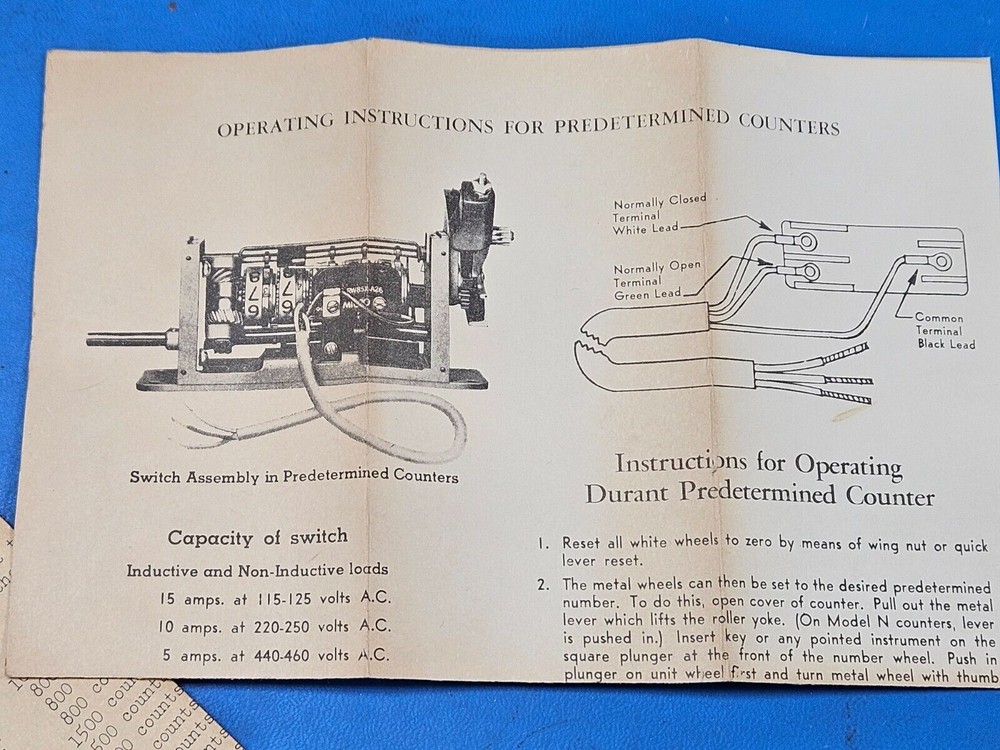 OPERATING INSTRUCTIONS FOR PREDETERMINED COUNTERS
MICRO
Switch Assembly in Predetermined Counters
Capacity of switch
Inductive and Non-Inductive loads
15 amps. at 115-125 volts A.C.
10 amps. at 220-250 volts A.C.
5 amps. at 440-460 volts A.C.
Normally Closed
Terminal
White Lead
Normally Open
Terminal
Green Lead
Common
Terminal
Black Lead
Instructions for Operating
Durant Predetermined Counter
1. Reset all white wheels to zero by means of wing nut or quick
lever reset.
2. The metal wheels can then be set to the desired predetermined
number. To do this, open cover of counter. Pull out the metal
lever which lifts the roller yoke. (On Model N counters, lever
is pushed in.) Insert key or any pointed instrument on the
square plunger at the front of the number wheel. Push in
plunger on unit wheel first and turn metal wheel with thumb
800
800
1500 count
counts
counts
counts